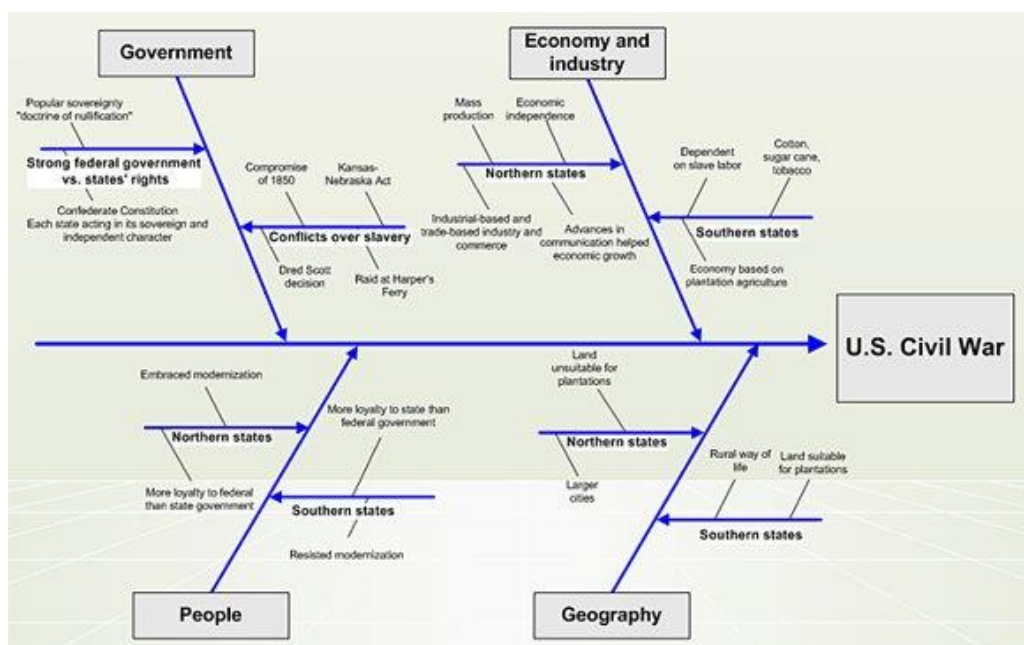 Government
Economy and
industry
Popular sovereignty
"doctrine of nullification"
Strong federal government
vs. states' rights
Confederate Constitution
Each state acting in its sovereign and
independent character
Compromise
of 1850
Kansas-
Nebraska Act
Conflicts over slavery
Dred Scott
decision
Raid at Harper's
Ferry
Mass
production
Economic
independence
Northern states
Industrial-based and
trade-based industry and
commerce
Advances in
communication helped
economic growth
Dependent
on slave labor
Cotton,
sugar cane,
tobacco
Southern states
Economy based on
plantation agriculture
U.S. Civil War
Embraced modernization
Northern states
More loyalty to federal
than state government
More loyalty to state than
federal government
Southern states
Resisted modernization
Land
unsuitable for
plantations
Northern states
Larger
cities
Rural way of
life
Land suitable
for plantations
Southern states
People
Geography